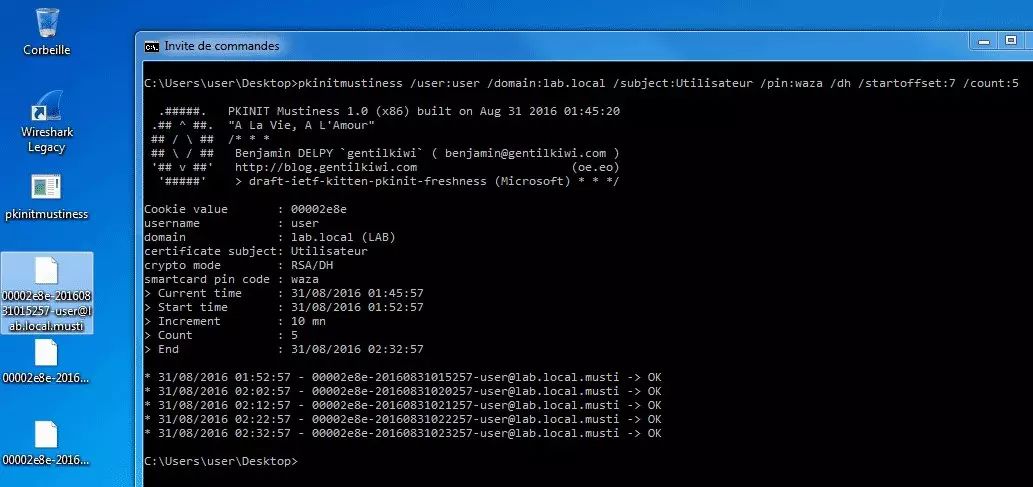 Corbeille
Wireshark
Legacy
pkinitmustiness
00002e8e-201608
31015257-user@l
ab.local.musti
00002e8e-2016...
00002e8e-2016...
C:\. Invite de commandes
C:\Users\user\Desktop>pkinitmustiness /user:user /domain:lab.local /subject:Utilisateur /pin:waza /dh /startoffset:7 /count:5
  .#####.   PKINIT Mustiness 1.0 (x86) built on Aug 31 2016 01:45:20
 .## ^ ##.  "A La Vie, A L'Amour"
 ## / \ ##  /* * *
 ## \ / ##   Benjamin DELPY `gentilkiwi` ( benjamin@gentilkiwi.com )
 '## v ##'   http://blog.gentilkiwi.com                      (oe.eo)
  '#####'    > draft-ietf-kitten-pkinit-freshness (Microsoft) * * */
Cookie value       : 00002e8e
username           : user
domain             : lab.local (LAB)
certificate subject: Utilisateur
crypto mode        : RSA/DH
smartcard pin code : waza
> Current time     : 31/08/2016 01:45:57
> Start time       : 31/08/2016 01:52:57
> Increment        : 10 mn
> Count            : 5
> End              : 31/08/2016 02:32:57
* 31/08/2016 01:52:57 - 00002e8e-20160831015257-user@lab.local.musti -> OK
* 31/08/2016 02:02:57 - 00002e8e-20160831020257-user@lab.local.musti -> OK
* 31/08/2016 02:12:57 - 00002e8e-20160831021257-user@lab.local.musti -> OK
* 31/08/2016 02:22:57 - 00002e8e-20160831022257-user@lab.local.musti -> OK
* 31/08/2016 02:32:57 - 00002e8e-20160831023257-user@lab.local.musti -> OK
C:\Users\user\Desktop>